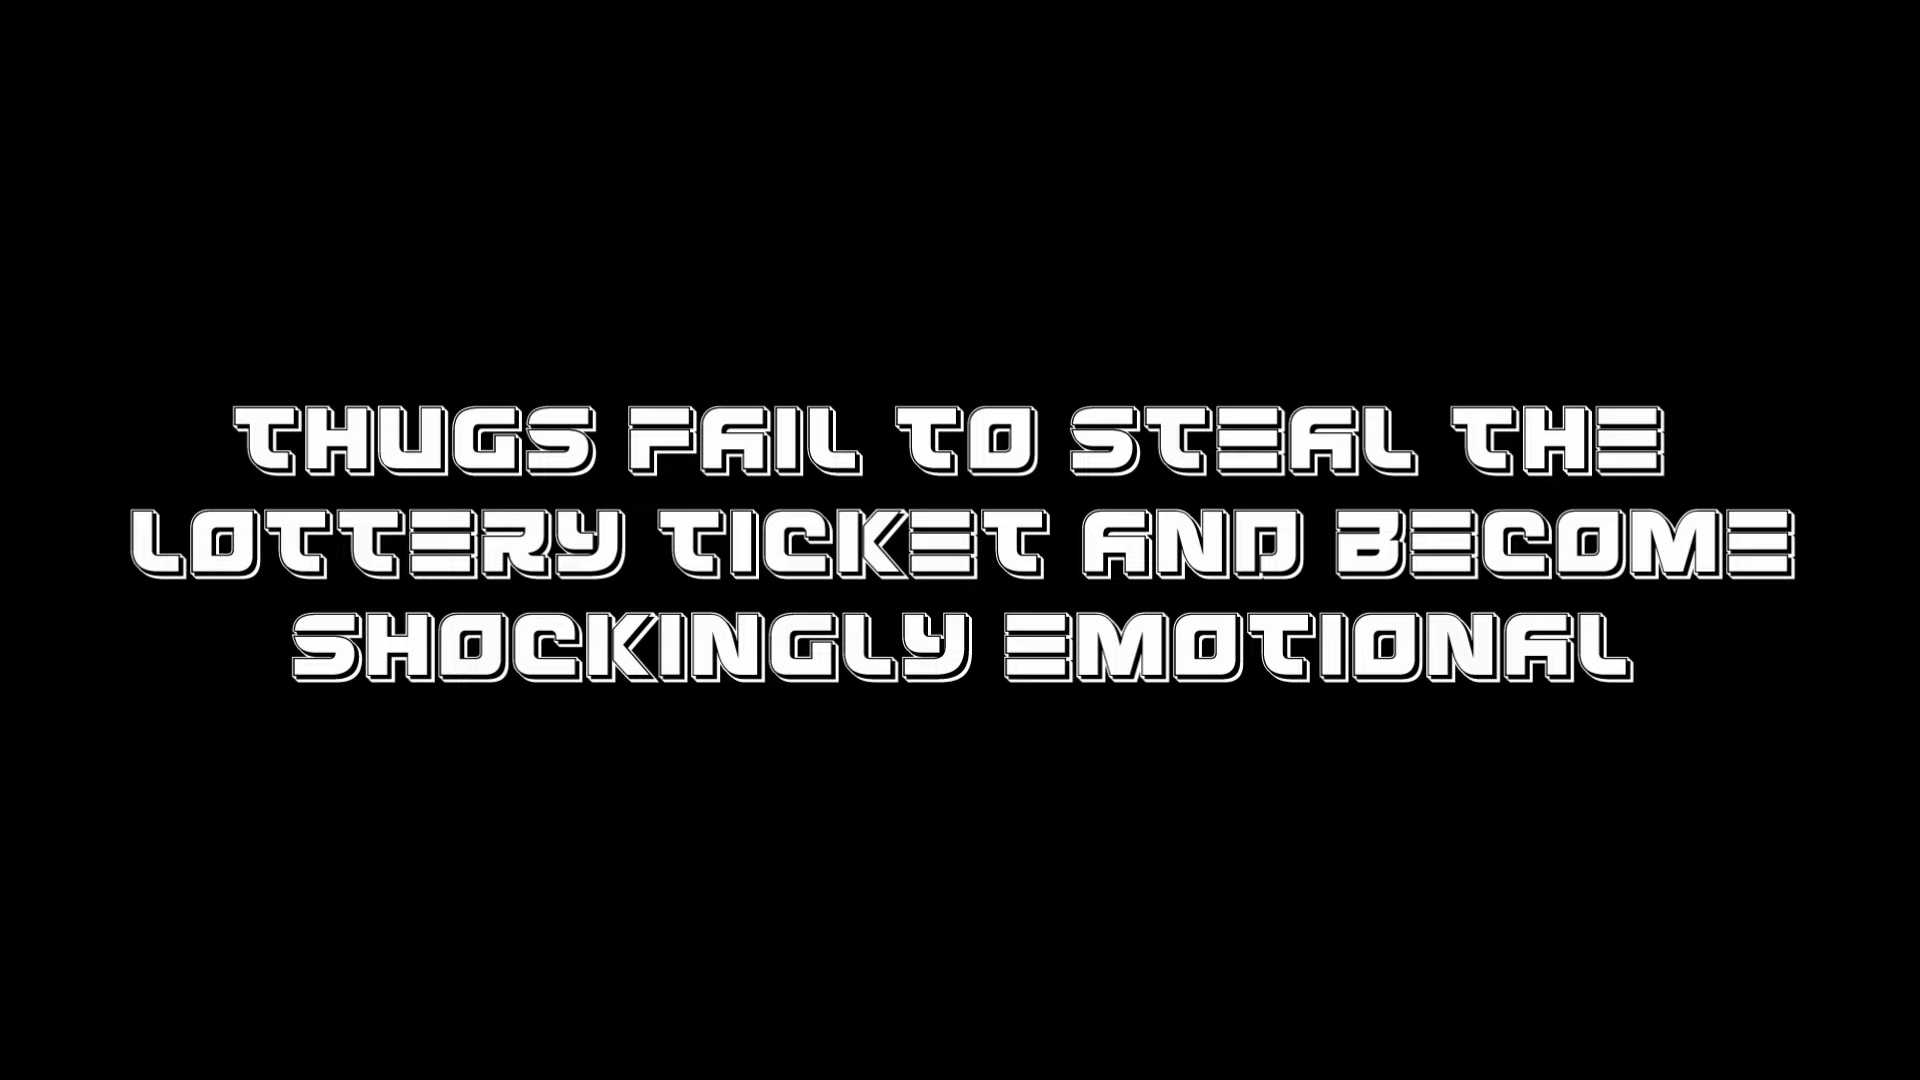 THUGS FAIL TO STEAL THE
LOTTERY TICKET AND BECOME
SHOCKINGLY EMOTIONAL